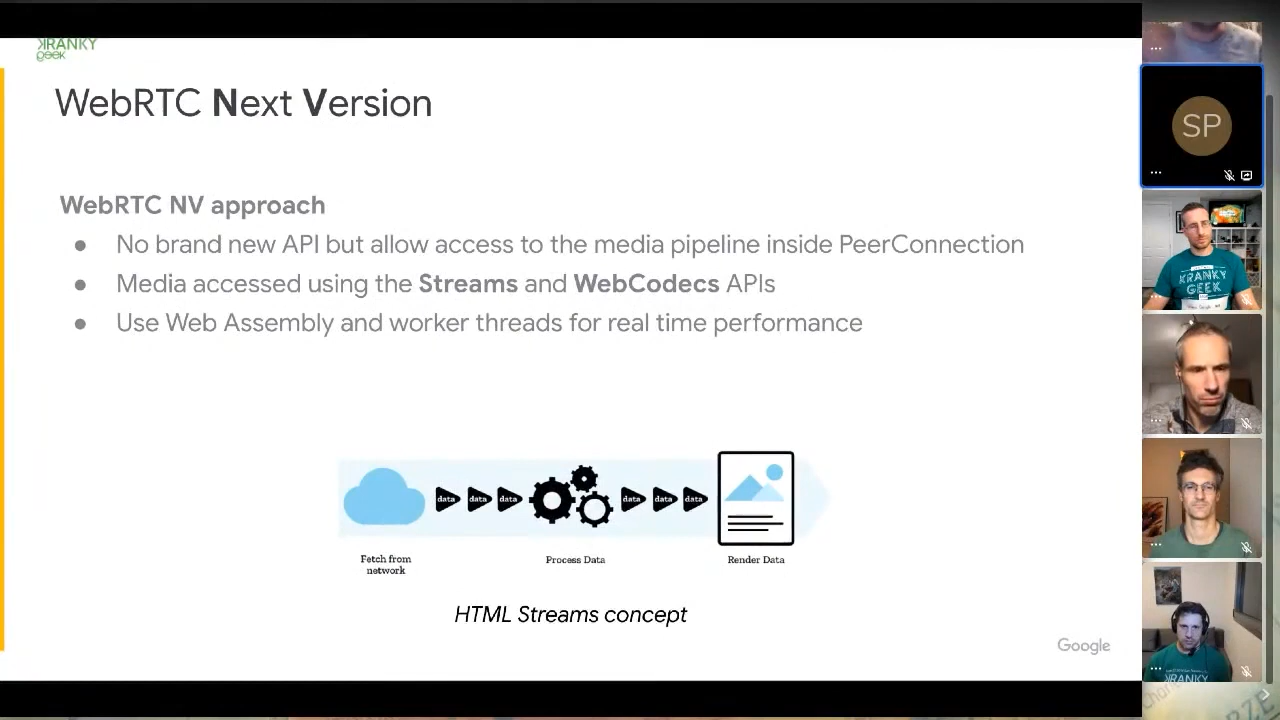 KRANKY
geek
WebRTC Next Version
WebRTC NV approach
● No brand new API but allow access to the media pipeline inside PeerConnection
● Media accessed using the Streams and WebCodecs APIs
● Use Web Assembly and worker threads for real time performance
data data data data data data
Fetch from
network
Process Data
Render Data
HTML Streams concept
Google
SP
KRANKY
GEEK
KRANKY